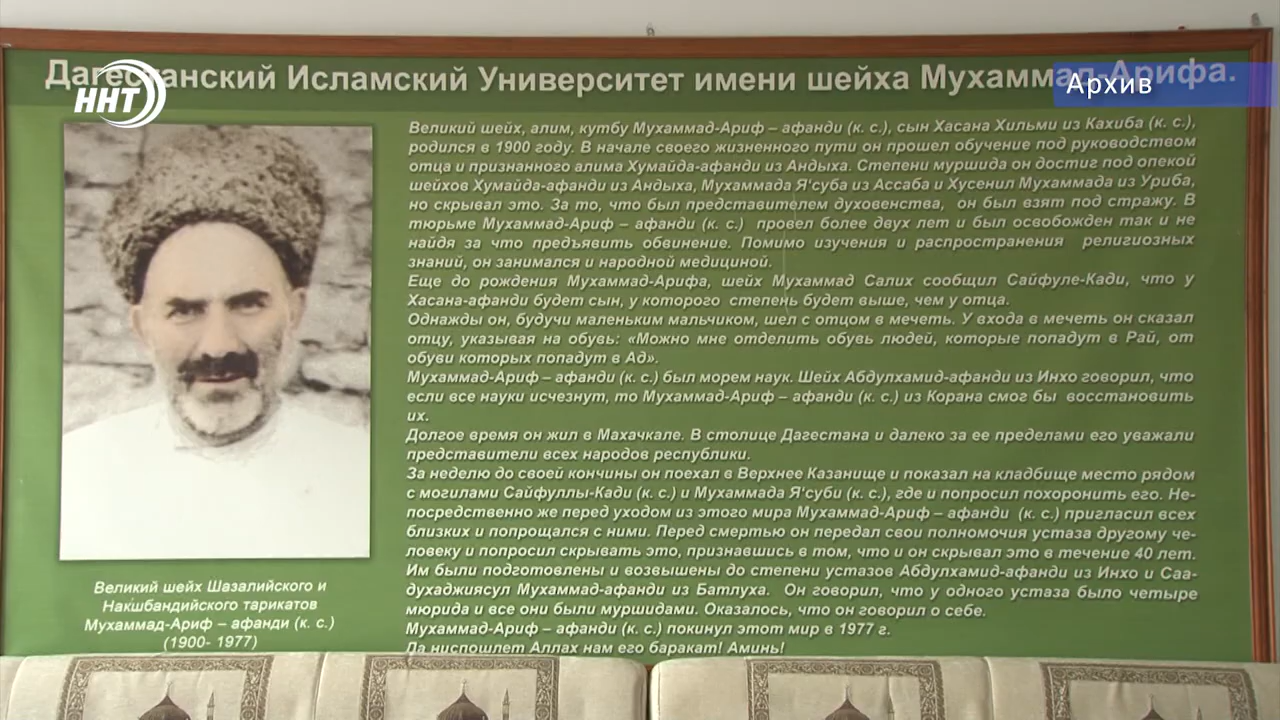 Дагестанский Исламский Университет имени шейха Мухаммад-Арифа.
ННТ
Архив
Великий шейх, алим, кутбу Мухаммад-Ариф – афанди (к. с.), сын Хасана Хильми из Кахиба (к. с.),
родился в 1900 году. В начале своего жизненного пути он прошел обучение под руководством
отца и признанного алима Хумайда-афанди из Андыха. Степени муршида он достиг под опекой
шейхов Хумайда-афанди из Андыха, Мухаммада Я'суба из Ассаба и Хусенил Мухаммада из Уриба,
но скрывал это. За то, что был представителем духовенства, он был взят под стражу. В
тюрьме Мухаммад-Ариф – афанди (к. с.) провел более двух лет и был освобожден так и не
найдя за что предъявить обвинение. Помимо изучения и распространения религиозных
знаний, он занимался и народной медициной.
Еще до рождения Мухаммад-Арифа, шейх Мухаммад Салих сообщил Сайфуле-Кади, что у
Хасана-афанди будет сын, у которого степень будет выше, чем у отца.
Однажды он, будучи маленьким мальчиком, шел с отцом в мечеть. У входа в мечеть он сказал
отцу, указывая на обувь: «Можно мне отделить обувь людей, которые попадут в Рай, от
обуви которых попадут в Ад».
Мухаммад-Ариф – афанди (к. с.) был морем наук. Шейх Абдулхамид-афанди из Инхо говорил, что
если все науки исчезнут, то Мухаммад-Ариф – афанди (к. с.) из Корана смог бы восстановить
их.
Долгое время он жил в Махачкале. В столице Дагестана и далеко за ее пределами его уважали
представители всех народов республики.
За неделю до своей кончины он поехал в Верхнее Казанище и показал на кладбище место рядом
с могилами Сайфуллы-Кади (к. с.) и Мухаммада Я'суби (к. с.), где и попросил похоронить его. Не-
посредственно же перед уходом из этого мира Мухаммад-Ариф – афанди (к. с.) пригласил всех
близких и попрощался с ними. Перед смертью он передал свои полномочия устаза другому че-
ловеку и попросил скрывать это, признавшись в том, что и он скрывал это в течение 40 лет.
Им были подготовлены и возвышены до степени устазов Абдулхамид-афанди из Инхо и Саа-
духаджиясул Мухаммад-афанди из Батлуха. Он говорил, что у одного устаза было четыре
мюрида и все они были муршидами. Оказалось, что он говорил о себе.
Мухаммад-Ариф – афанди (к. с.) покинул этот мир в 1977 г.
Да ниспошлет Аллах нам его баракат! Аминь!
Великий шейх Шазалийского и
Накшбандийского тарикатов
Мухаммад-Ариф – афанди (к. с.)
(1900- 1977)